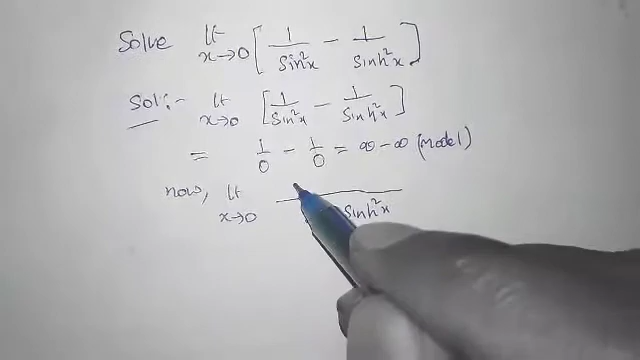 Solve lt x→0 [ 1/sin²x − 1/sinh²x ]
Sol:- lt x→0 [ 1/sin²x − 1/sinh²x ]
= 1/0 − 1/0 = ∞ − ∞ (model)
now, lt x→0 sinh²x